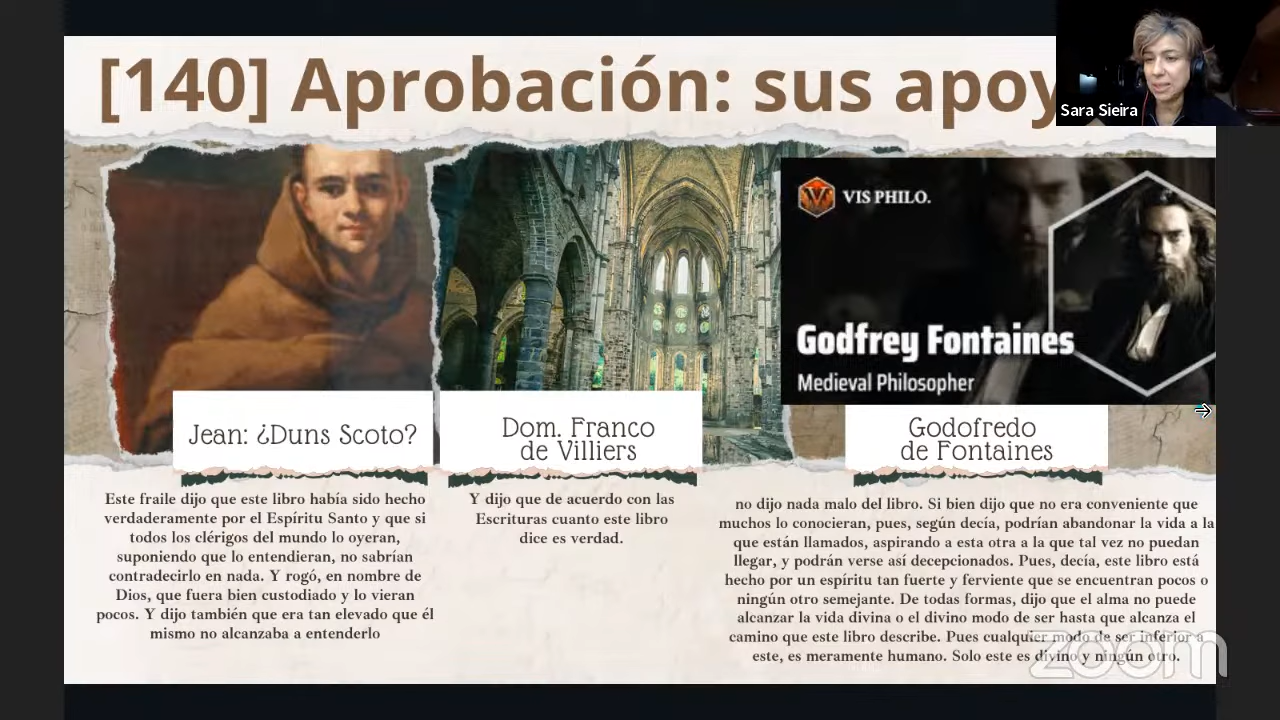 [140] Aprobación: sus apoy
Sara Sieira
VIS PHILO.
Godfrey Fontaines
Medieval Philosopher
Jean: ¿Duns Scoto?
Este fraile dijo que este libro había sido hecho
verdaderamente por el Espíritu Santo y que si
todos los clérigos del mundo lo oyeran,
suponiendo que lo entendieran, no sabrían
contradecirlo en nada. Y rogó, en nombre de
Dios, que fuera bien custodiado y lo vieran
pocos. Y dijo también que era tan elevado que él
mismo no alcanzaba a entenderlo
Dom. Franco
de Villiers
Y dijo que de acuerdo con las
Escrituras cuanto este libro
dice es verdad.
Godofredo
de Fontaines
no dijo nada malo del libro. Si bien dijo que no era conveniente que
muchos lo conocieran, pues, según decía, podrían abandonar la vida a la
que están llamados, aspirando a esta otra a la que tal vez no puedan
llegar, y podrán verse así decepcionados. Pues, decía, este libro está
hecho por un espíritu tan fuerte y ferviente que se encuentran pocos o
ningún otro semejante. De todas formas, dijo que el alma no puede
alcanzar la vida divina o el divino modo de ser hasta que alcanza el
camino que este libro describe. Pues cualquier modo de ser inferior a
este, es meramente humano. Solo este es divino y ningún otro.
zoom